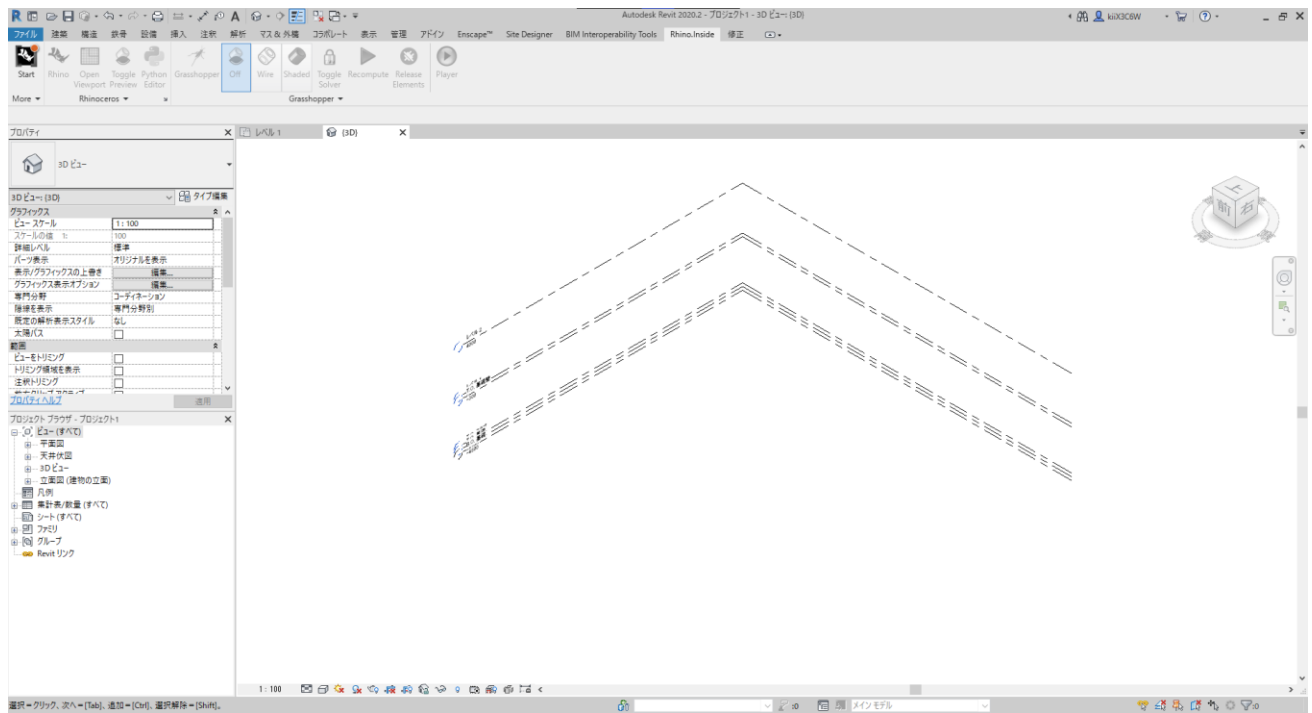 Autodesk Revit 2020.2 - プロジェクト1 - 3D ビュー: {3D}
kiiX3C6W
ファイル 建築 構造 鉄骨 設備 挿入 注釈 解析 マス & 外構 コラボレート 表示 管理 アドイン Enscape™ Site Designer BIM Interoperability Tools Rhino.Inside 修正
Start Rhino Open Viewport Toggle Preview Python Editor Grasshopper Off Wire Shaded Toggle Solver Recompute Release Elements Player
More Rhinoceros Grasshopper
プロパティ
レベル 1
{3D}
3D ビュー
3D ビュー: {3D} タイプ編集
グラフィックス
ビュー スケール 1 : 100
スケールの値 1: 100
詳細レベル 標準
パーツ表示 オリジナルを表示
表示/グラフィックスの上書き 編集...
グラフィックス表示オプション 編集...
専門分野 コーディネーション
隠線を表示 専門分野別
既定の解析表示スタイル なし
太陽パス
範囲
ビューをトリミング
トリミング領域を表示
注釈トリミング
プロパティヘルプ 適用
プロジェクト ブラウザ - プロジェクト1
ビュー (すべて)
平面図
天井伏図
3D ビュー
立面図 (建物の立面)
凡例
集計表/数量 (すべて)
シート (すべて)
ファミリ
グループ
Revit リンク
上
前
右
1 : 100
選択 = クリック、次へ = [Tab]、追加 = [Ctrl]、選択解除 = [Shift]。
:0
メイン モデル
:0